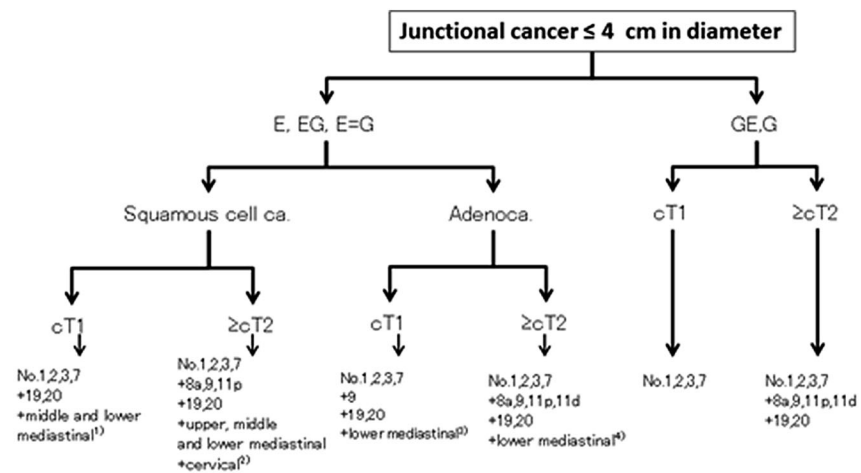 Junctional cancer ≤ 4 cm in diameter
E, EG, E=G
GE,G
Squamous cell ca.
Adenoca.
cT1
≥cT2
cT1
≥cT2
cT1
≥cT2
No.1,2,3,7
+19,20
+middle and lower
mediastinal1)
No.1,2,3,7
+8a,9,11p
+19,20
+upper, middle
and lower mediastinal
+cervical2)
No.1,2,3,7
+9
+19,20
+lower mediastinal3)
No.1,2,3,7
+8a,9,11p,11d
+19,20
+lower mediastinal4)
No.1,2,3,7
No.1,2,3,7
+8a,9,11p,11d
+19,20